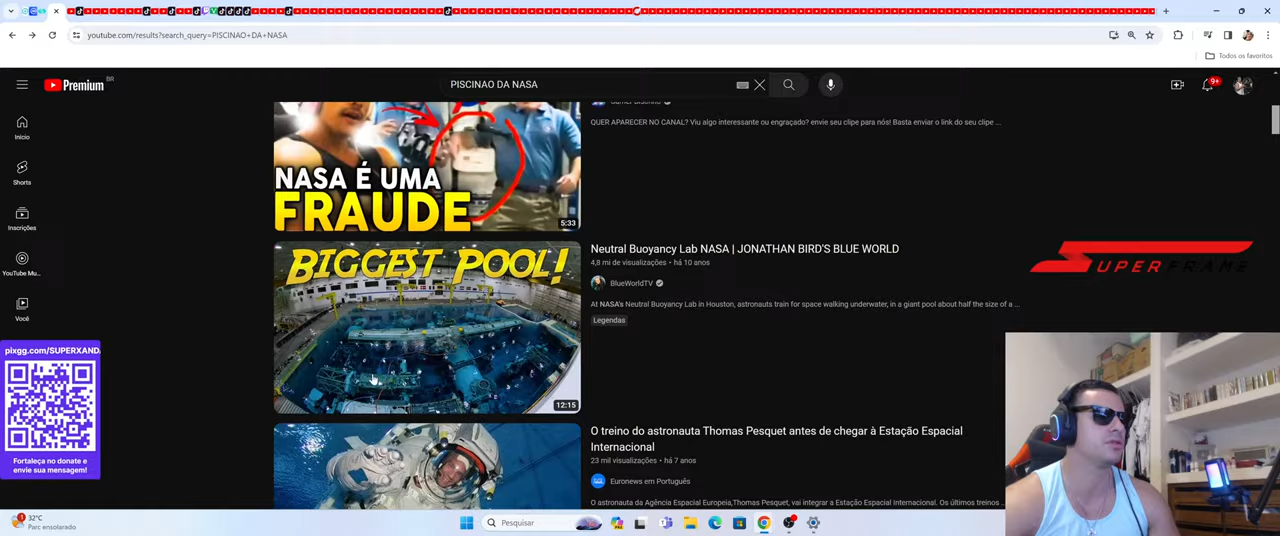 youtube.com/results?search_query=PISCINAO+DA+NASA
Todos os favoritos
Premium BR
PISCINAO DA NASA
9+
Início
Shorts
Inscrições
YouTube Mu...
Você
QUER APARECER NO CANAL? Viu algo interessante ou engraçado? envie seu clipe para nós! Basta enviar o link do seu clipe ...
NASA É UMA
FRAUDE
5:33
BIGGEST POOL!
12:15
Neutral Buoyancy Lab NASA | JONATHAN BIRD'S BLUE WORLD
4,8 mi de visualizações • há 10 anos
BlueWorldTV
At NASA's Neutral Buoyancy Lab in Houston, astronauts train for space walking underwater, in a giant pool about half the size of a ...
Legendas
SUPERFRAME
O treino do astronauta Thomas Pesquet antes de chegar à Estação Espacial
Internacional
23 mil visualizações • há 7 anos
Euronews em Português
O astronauta da Agência Espacial Europeia,Thomas Pesquet, vai integrar a Estação Espacial Internacional. Os últimos treinos ...
pixgg.com/SUPERXAND
Fortaleça no donate e
envie sua mensagem!
1
32°C
Parc ensolarado
Pesquisar